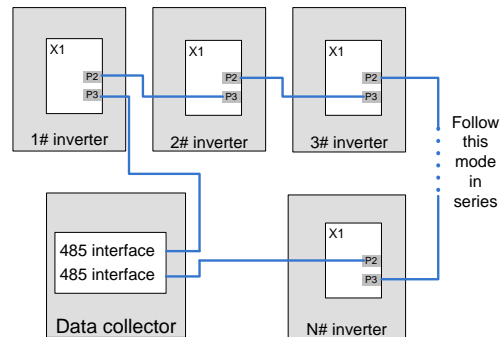 X1
P2
P3
1# inverter
X1
P2
P3
2# inverter
X1
P2
P3
3# inverter
Follow
this
mode
in
series
485 interface
485 interface
Data collector
X1
P2
P3
N# inverter